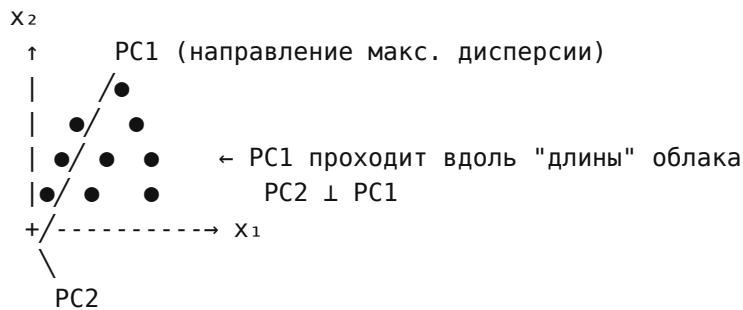 x₂
↑ PC1 (направление макс. дисперсии)
| /●
| ● / ●
| ●/ ● ● ← PC1 проходит вдоль "длины" облака
|●/ ● ● PC2 ⊥ PC1
+/----------→ x₁
\
PC2